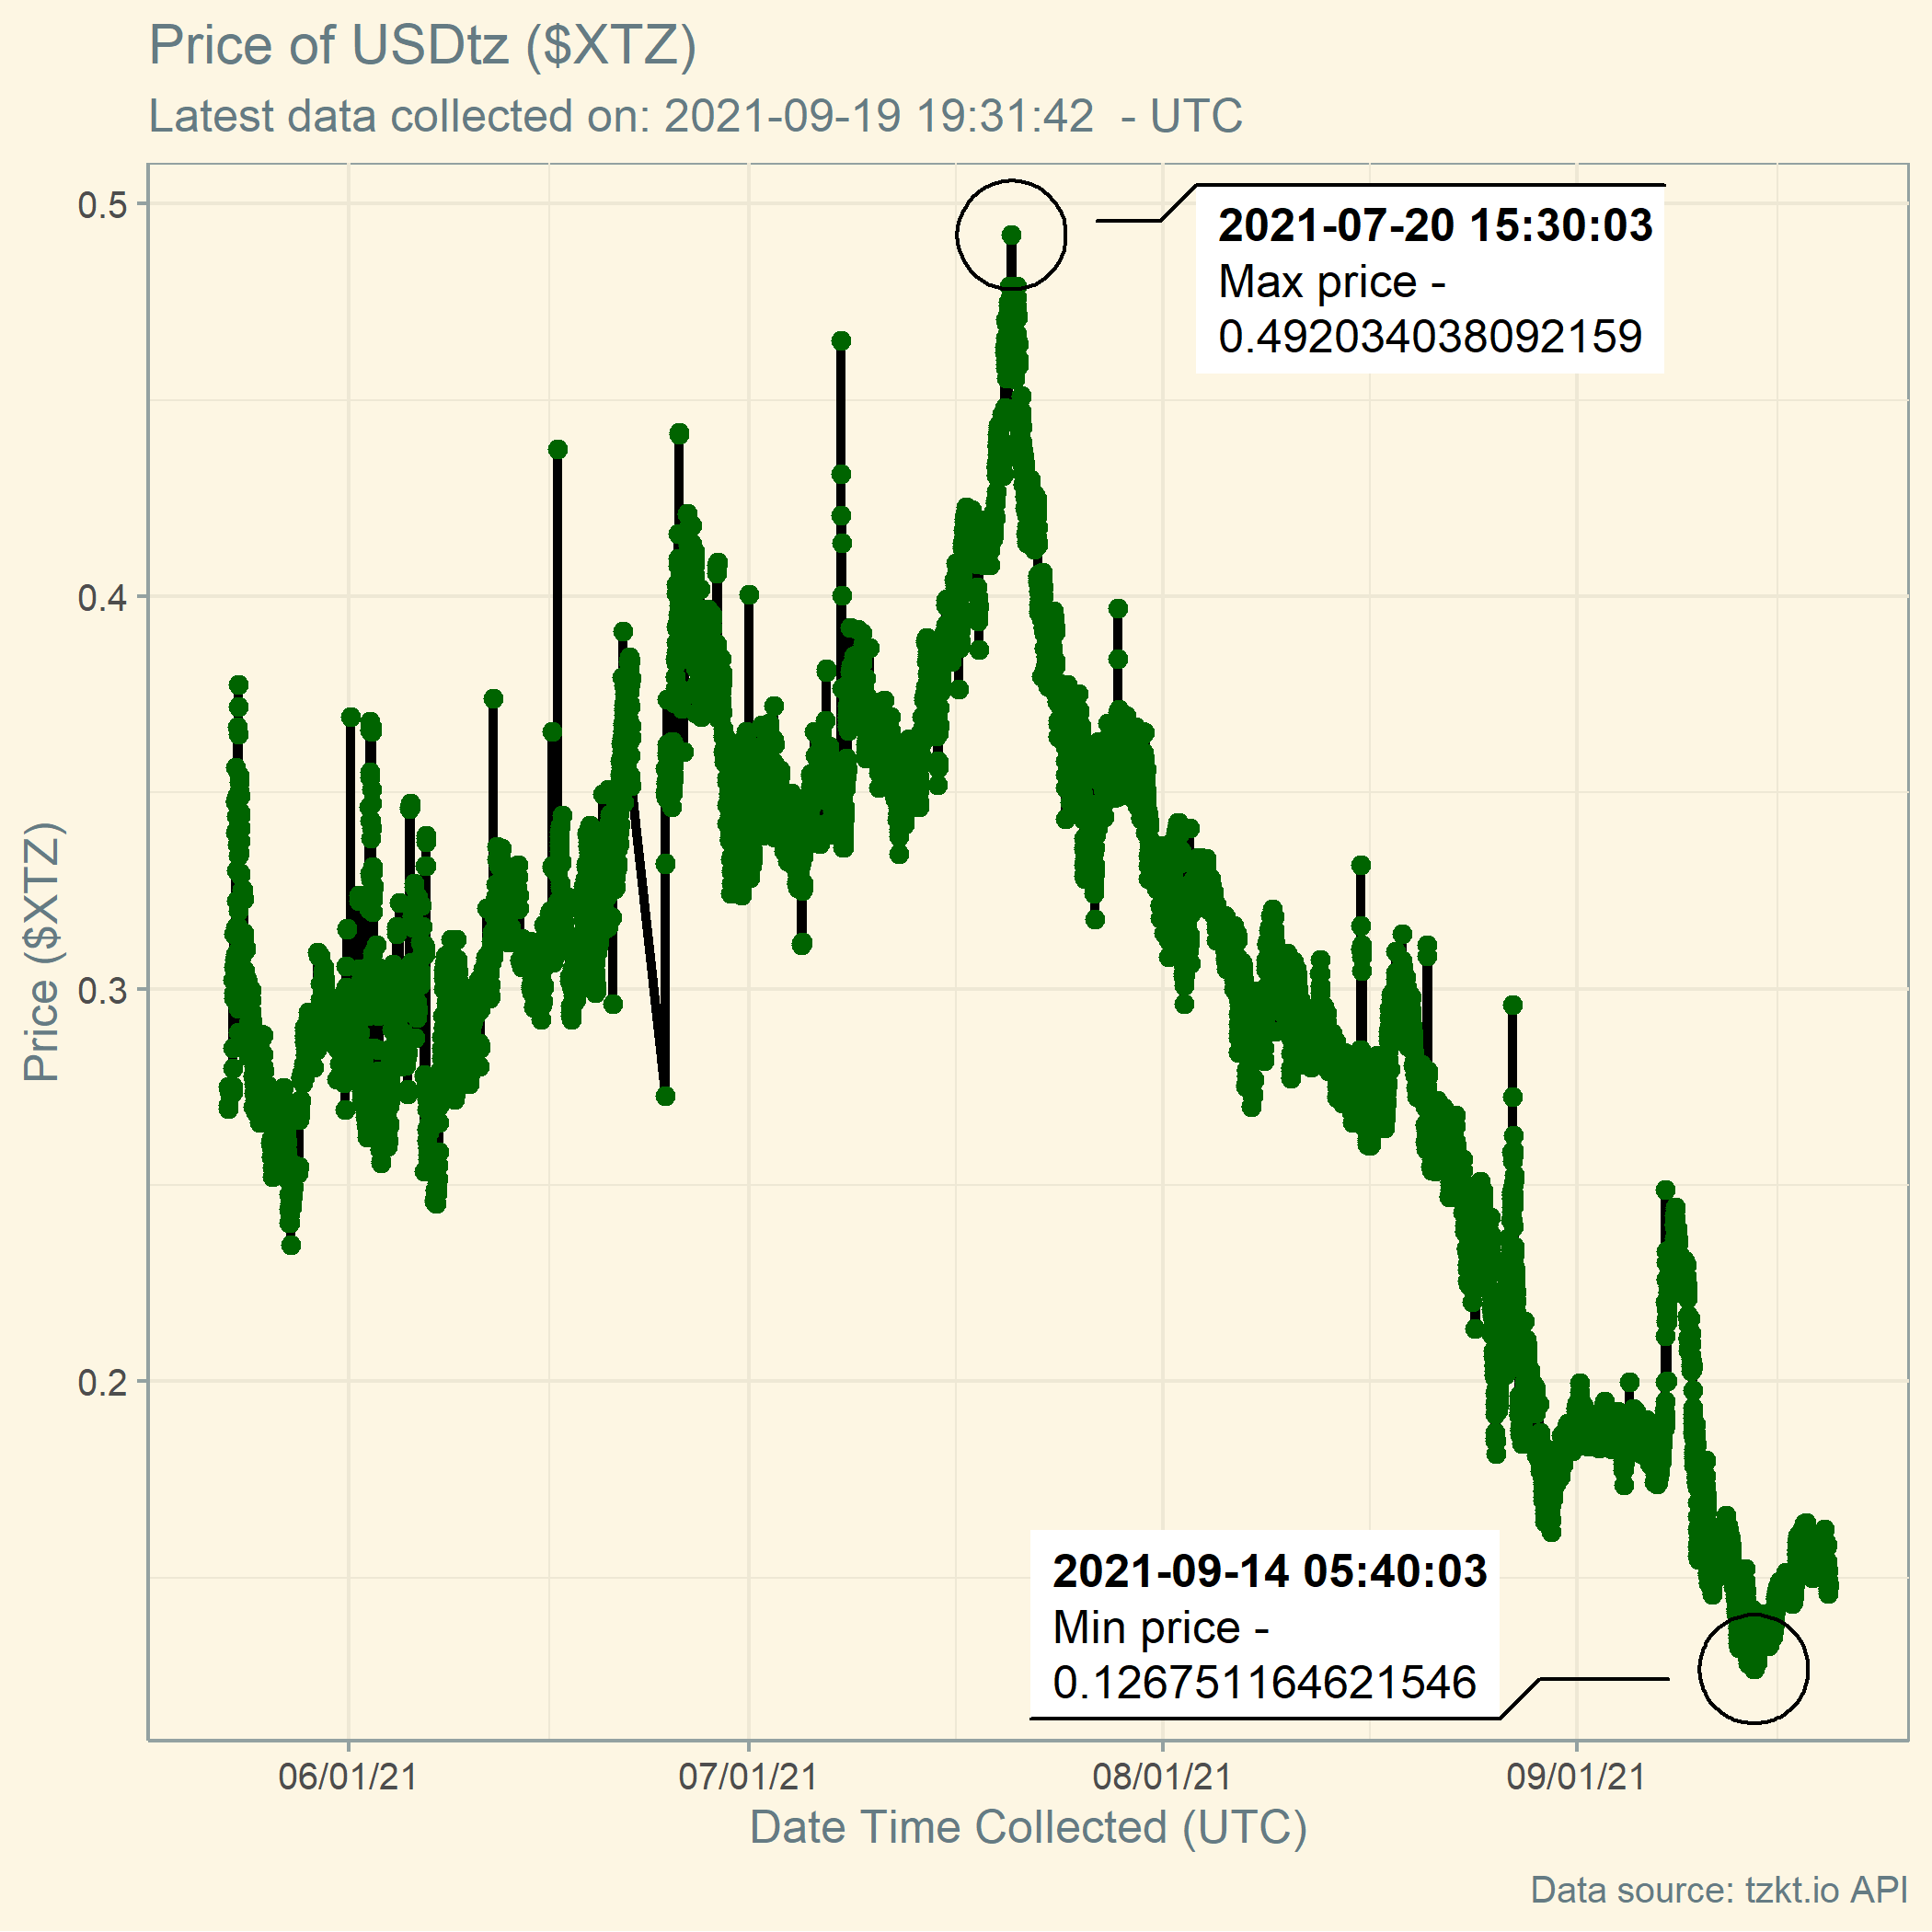 Price of USDtz ($XTZ)
Latest data collected on: 2021-09-19 19:31:42  - UTC
0.5
0.4
0.3
0.2
Price ($XTZ)
2021-07-20 15:30:03
Max price -
0.492034038092159
2021-09-14 05:40:03
Min price -
0.126751164621546
06/01/21
07/01/21
08/01/21
09/01/21
Date Time Collected (UTC)
Data source: tzkt.io API